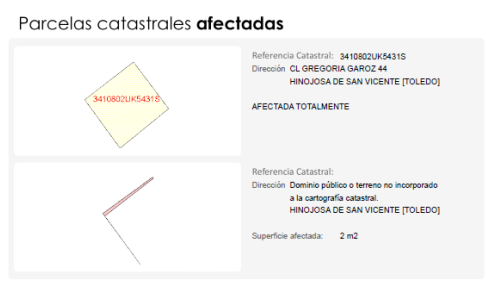 Parcelas catastrales afectadas
3410802UK5431S
Referencia Catastral: 3410802UK5431S
Dirección CL GREGORIA GAROZ 44
HINOJOSA DE SAN VICENTE [TOLEDO]
AFECTADA TOTALMENTE
Referencia Catastral:
Dirección Dominio público o terreno no incorporado
a la cartografía catastral.
HINOJOSA DE SAN VICENTE [TOLEDO]
Superficie afectada: 2 m2